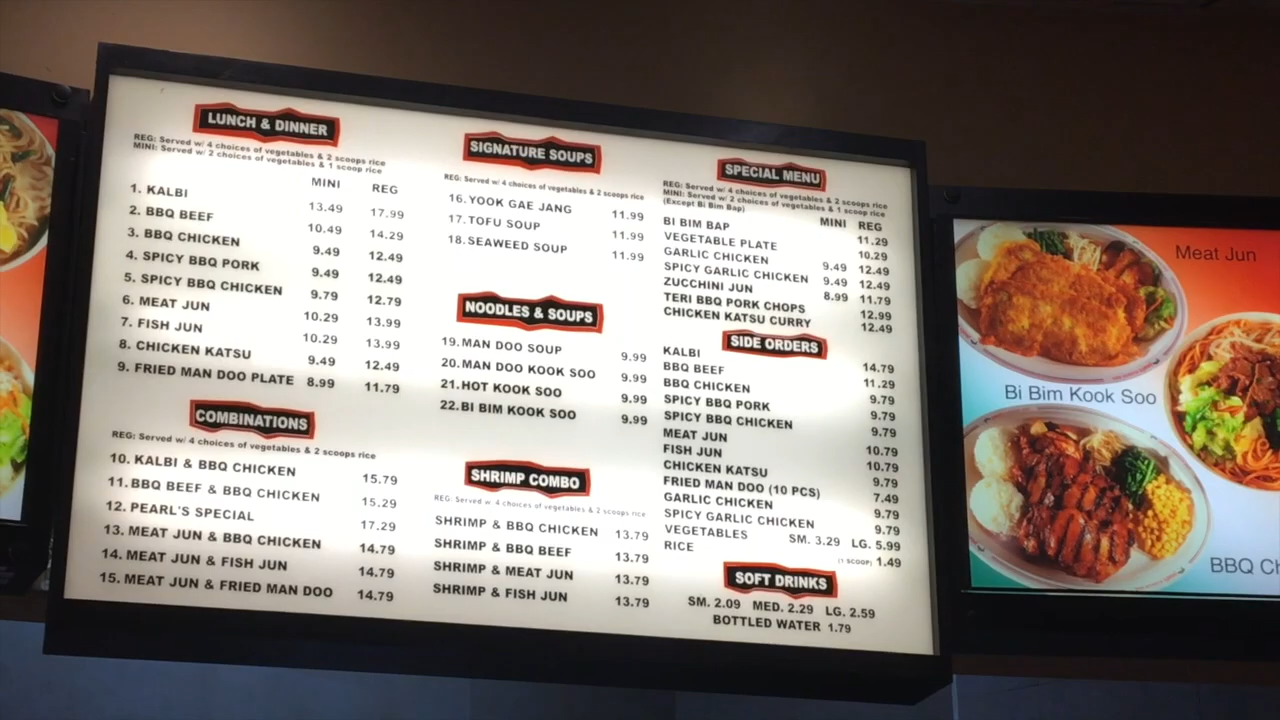 LUNCH & DINNER
REG: Served w/ 4 choices of vegetables & 2 scoops rice
MINI: Served w/ 2 choices of vegetables & 1 scoop rice
MINI REG
1. KALBI 13.49 17.99
2. BBQ BEEF 10.49 14.29
3. BBQ CHICKEN 9.49 12.49
4. SPICY BBQ PORK 9.49 12.49
5. SPICY BBQ CHICKEN 9.79 12.79
6. MEAT JUN 10.29 13.99
7. FISH JUN 10.29 13.99
8. CHICKEN KATSU 9.49 12.49
9. FRIED MAN DOO PLATE 8.99 11.79
COMBINATIONS
REG: Served w/ 4 choices of vegetables & 2 scoops rice
10. KALBI & BBQ CHICKEN 15.79
11. BBQ BEEF & BBQ CHICKEN 15.29
12. PEARL'S SPECIAL 17.29
13. MEAT JUN & BBQ CHICKEN 14.79
14. MEAT JUN & FISH JUN 14.79
15. MEAT JUN & FRIED MAN DOO 14.79
SIGNATURE SOUPS
REG: Served w/ 4 choices of vegetables & 2 scoops rice
16. YOOK GAE JANG 11.99
17. TOFU SOUP 11.99
18. SEAWEED SOUP 11.99
NOODLES & SOUPS
19. MAN DOO SOUP 9.99
20. MAN DOO KOOK SOO 9.99
21. HOT KOOK SOO 9.99
22. BI BIM KOOK SOO 9.99
SHRIMP COMBO
REG: Served w/ 4 choices of vegetables & 2 scoops rice
SHRIMP & BBQ CHICKEN 13.79
SHRIMP & BBQ BEEF 13.79
SHRIMP & MEAT JUN 13.79
SHRIMP & FISH JUN 13.79
SPECIAL MENU
REG: Served w/ 4 choices of vegetables & 2 scoops rice
MINI: Served w/ 2 choices of vegetables & 1 scoop rice
(Except Bi Bim Bap)
MINI REG
BI BIM BAP 11.29
VEGETABLE PLATE 10.29
GARLIC CHICKEN 9.49 12.49
SPICY GARLIC CHICKEN 9.49 12.49
ZUCCHINI JUN 8.99 11.79
TERI BBQ PORK CHOPS 12.99
CHICKEN KATSU CURRY 12.49
SIDE ORDERS
KALBI 14.79
BBQ BEEF 11.29
BBQ CHICKEN 9.79
SPICY BBQ PORK 9.79
SPICY BBQ CHICKEN 9.79
MEAT JUN 10.79
FISH JUN 10.79
CHICKEN KATSU 9.79
FRIED MAN DOO (10 PCS) 7.49
GARLIC CHICKEN 9.79
SPICY GARLIC CHICKEN 9.79
VEGETABLES SM. 3.29 LG. 5.99
RICE (1 SCOOP) 1.49
SOFT DRINKS
SM. 2.09 MED. 2.29 LG. 2.59
BOTTLED WATER 1.79
Meat Jun
Bi Bim Kook Soo
BBQ Ch